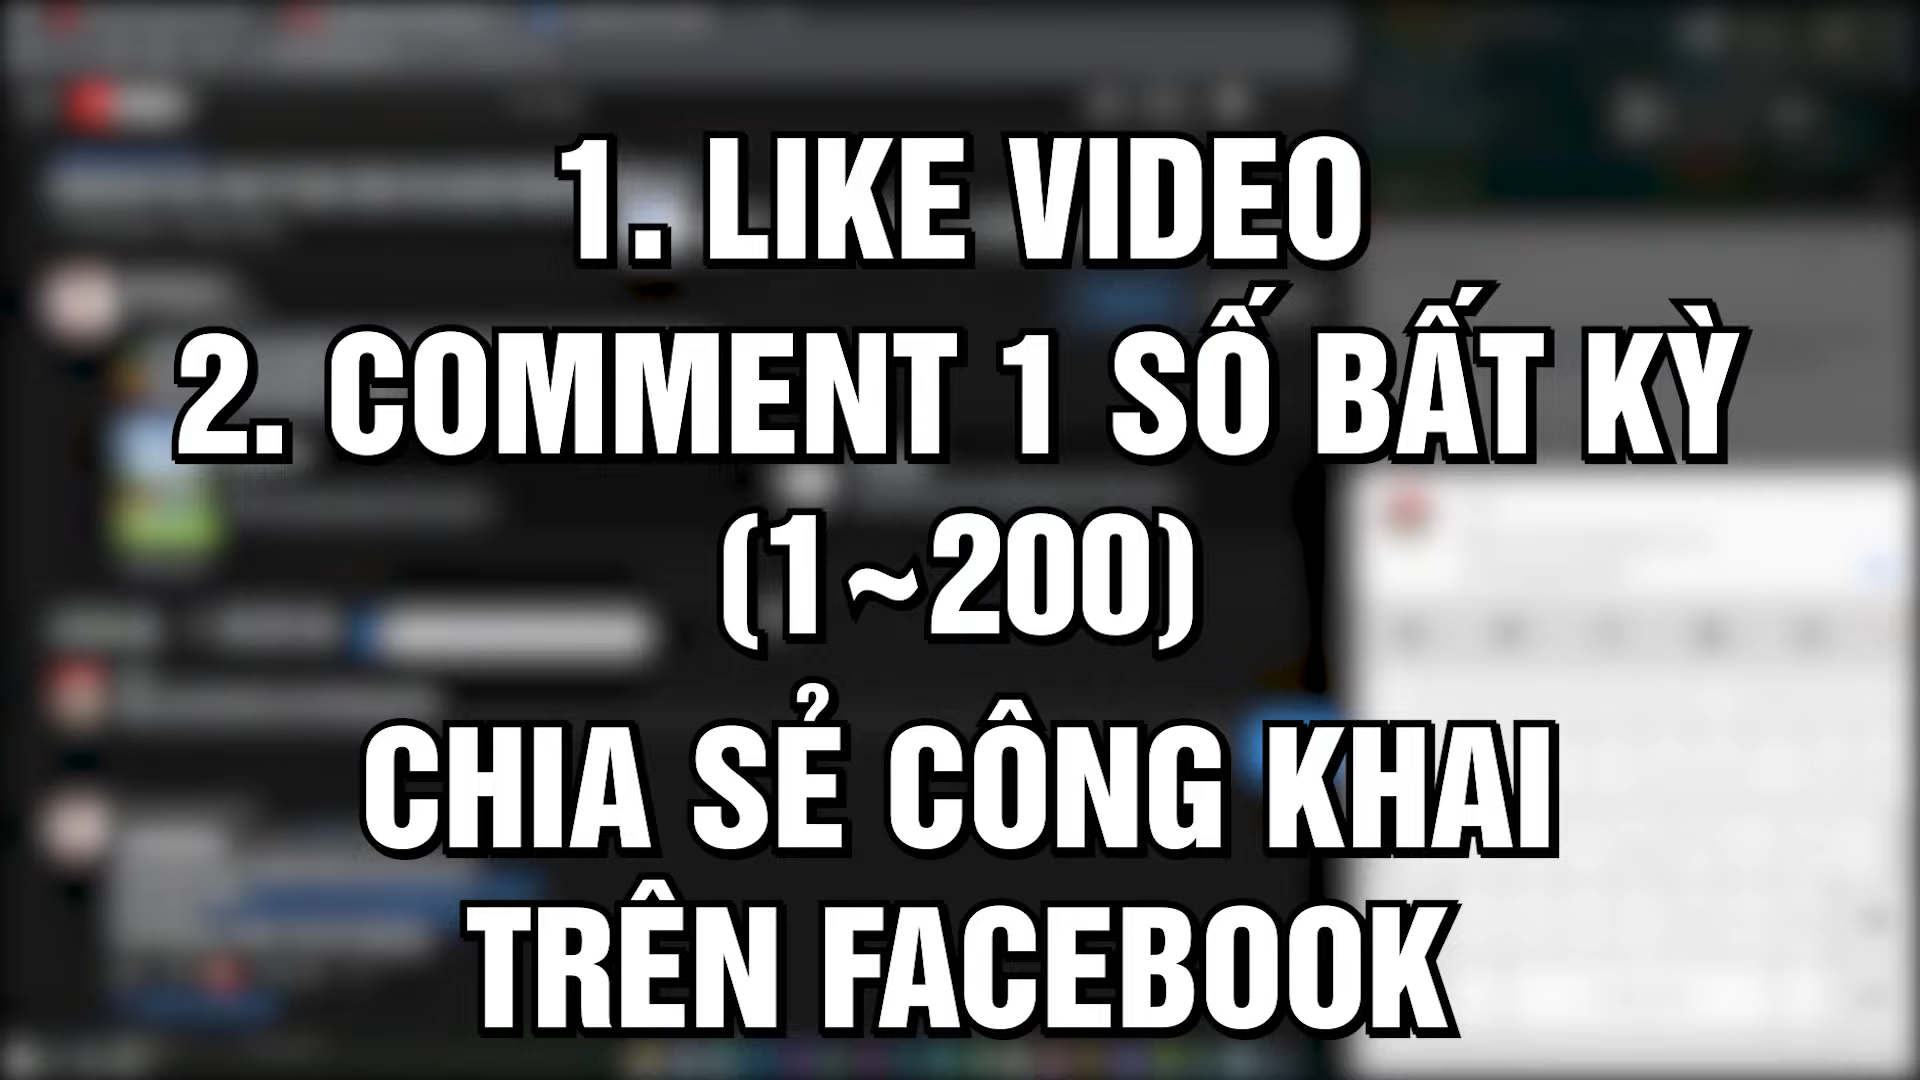 1. LIKE VIDEO
2. COMMENT 1 SỐ BẤT KỲ
(1~200)
CHIA SẺ CÔNG KHAI
TRÊN FACEBOOK